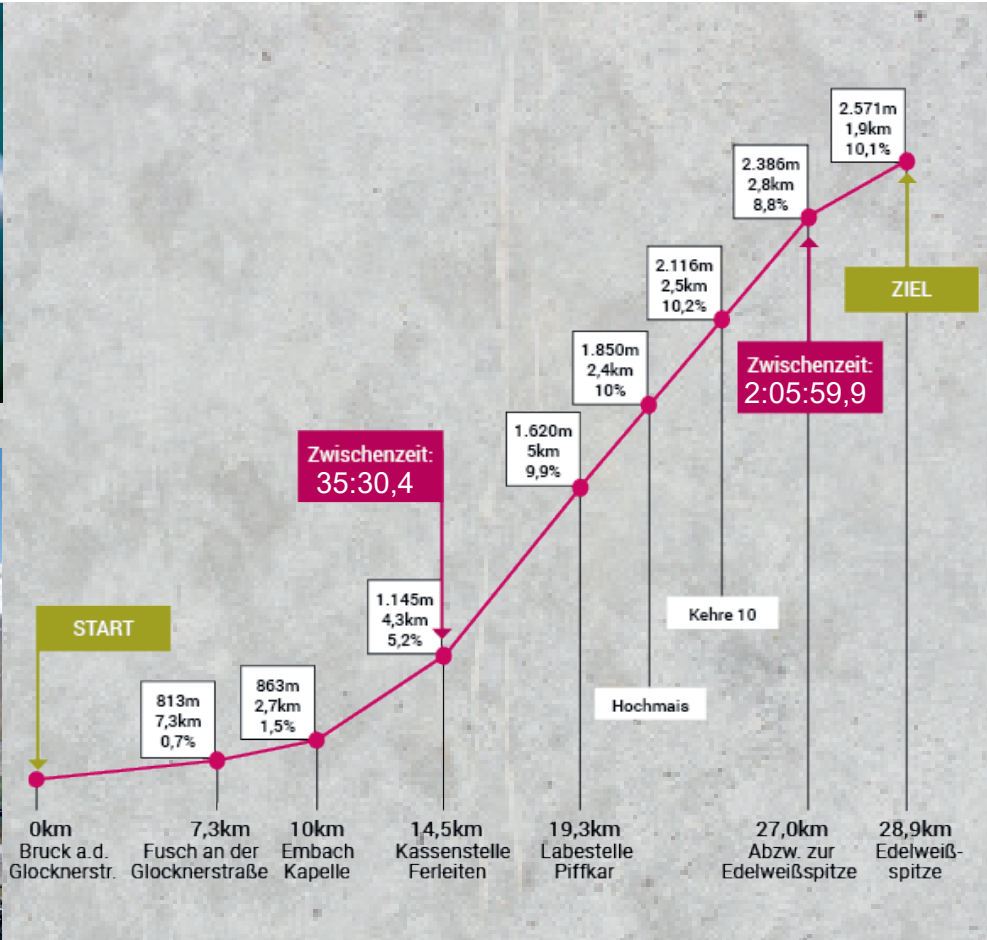 2.571m
1,9km
10,1%
2.386m
2,8km
8,8%
2.116m
2,5km
10,2%
ZIEL
1.850m
2,4km
10%
Zwischenzeit:
2:05:59,9
1.620m
5km
9,9%
Zwischenzeit:
35:30,4
1.145m
4,3km
5,2%
Kehre 10
START
863m
2,7km
1,5%
813m
7,3km
0,7%
Hochmais
0km
Bruck a.d.
Glocknerstr.
7,3km
Fusch an der
Glocknerstraße
10km
Embach
Kapelle
14,5km
Kassenstelle
Ferleiten
19,3km
Labestelle
Piffkar
27,0km
Abzw. zur
Edelweißspitze
28,9km
Edelweiß-
spitze